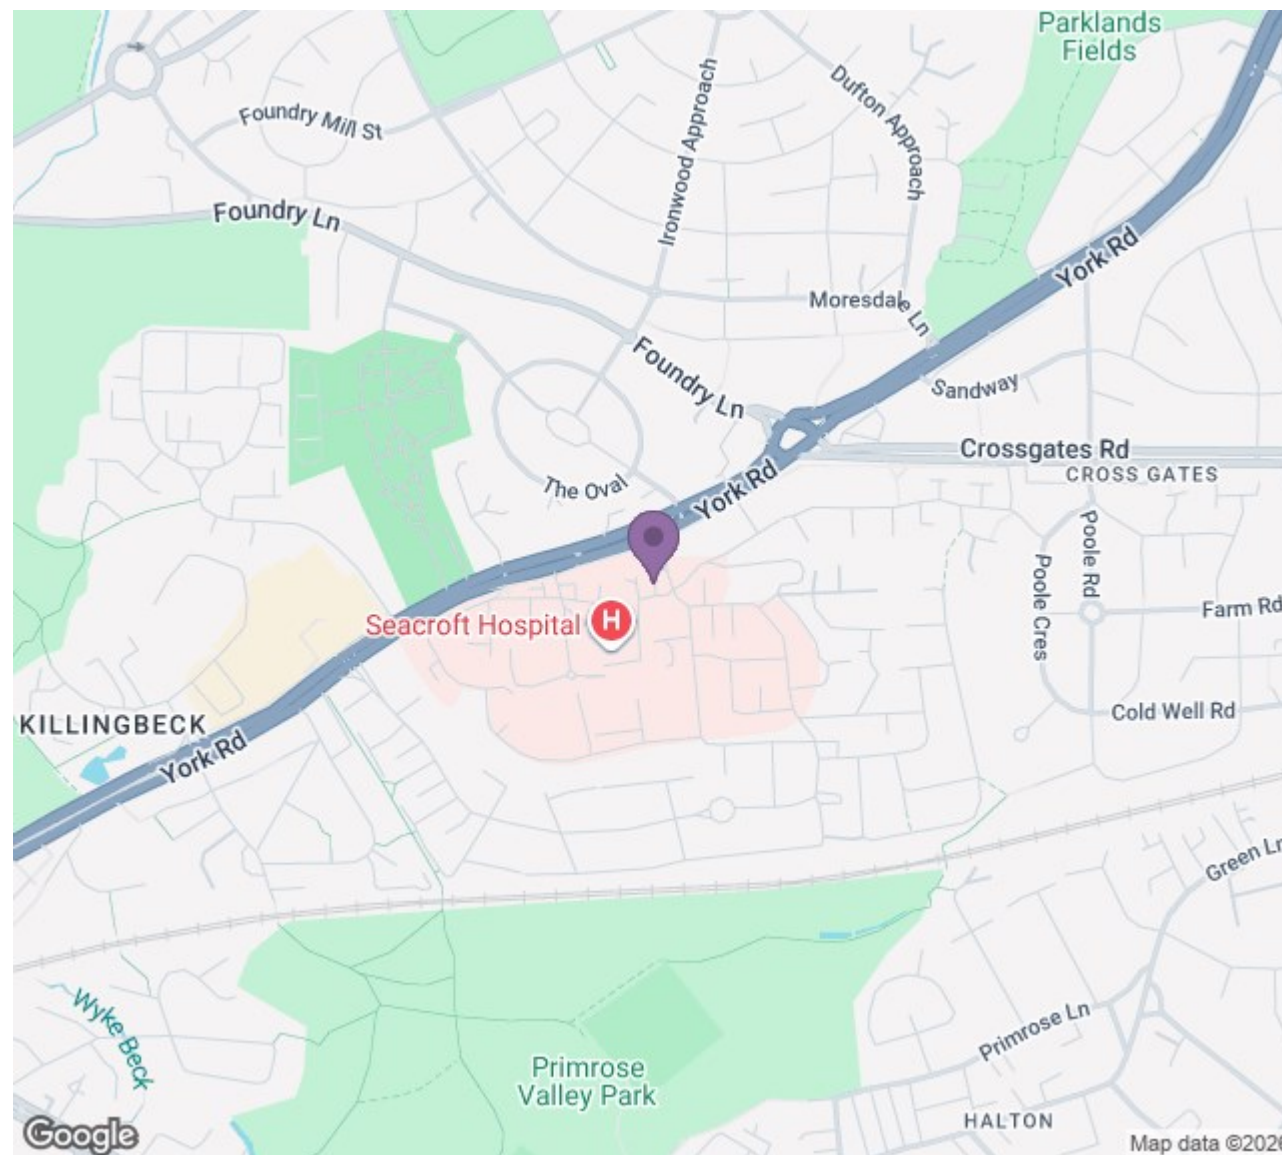 Parklands
Fields
Dufton Approach
Ironwood Approach
Foundry Mill St
Foundry Ln
York Rd
Moresdale Ln
Foundry Ln
Sandway
Crossgates Rd
CROSS GATES
The Oval
York Rd
Poole Rd
Poole Cres
Farm Rd
Seacroft Hospital
H
Cold Well Rd
KILLINGBECK
York Rd
Green Ln
Wyke Beck
Primrose Ln
Primrose
Valley Park
HALTON
Google
Map data ©2026